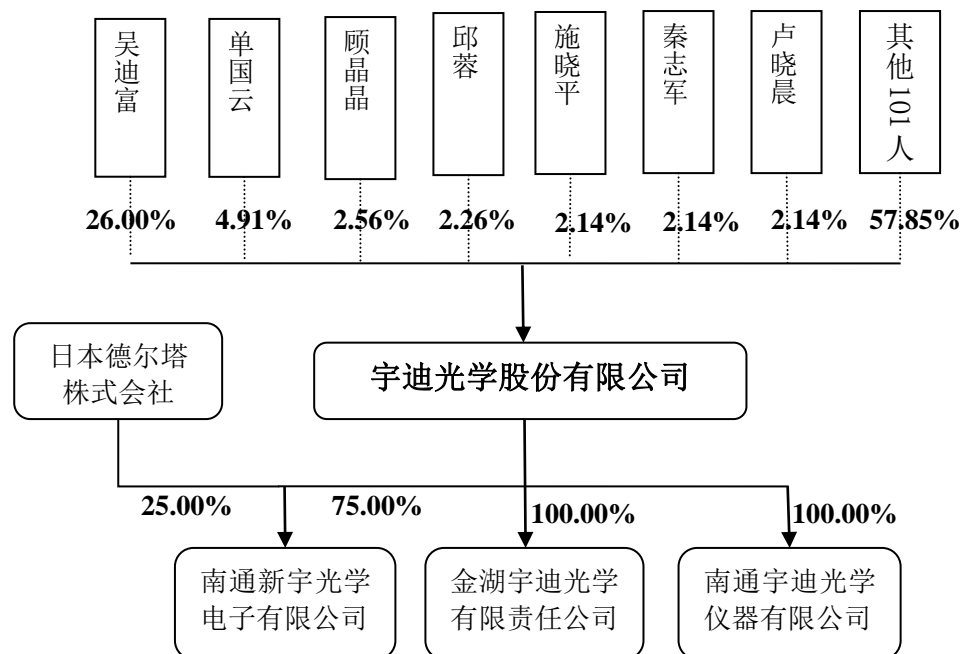 吴迪富
单国云
顾晶晶
邱蓉
施晓平
秦志军
卢晓晨
其他101人
26.00%
4.91%
2.56%
2.26%
2.14%
2.14%
2.14%
57.85%
日本德尔塔
株式会社
宇迪光学股份有限公司
25.00%
75.00%
100.00%
100.00%
南通新宇光学
电子有限公司
金湖宇迪光学
有限责任公司
南通宇迪光学
仪器有限公司